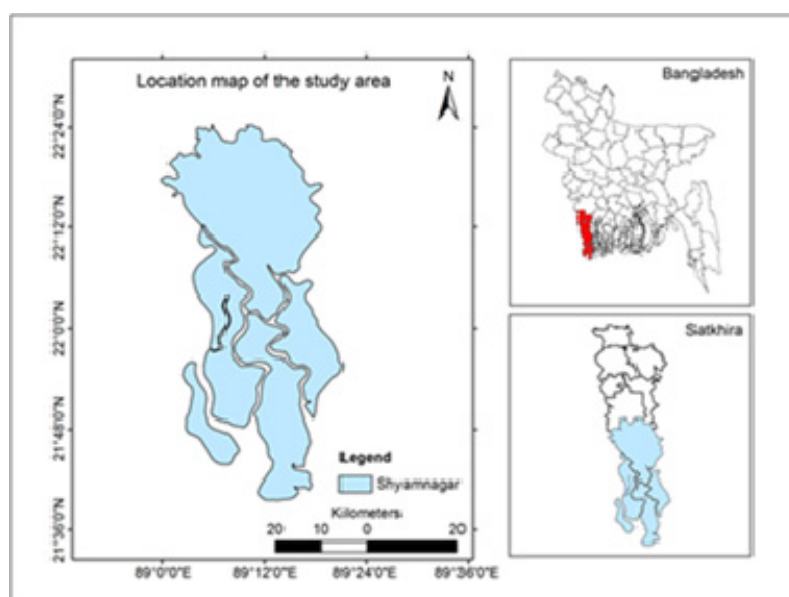 Location map of the study area
N
22°24'0"N
22°12'0"N
22°0'0"N
21°48'0"N
21°36'0"N
Legend
Shyamnagar
Kilometers
20 10 0 20
89°0'0"E 89°12'0"E 89°24'0"E 89°36'0"E
Bangladesh
Satkhira